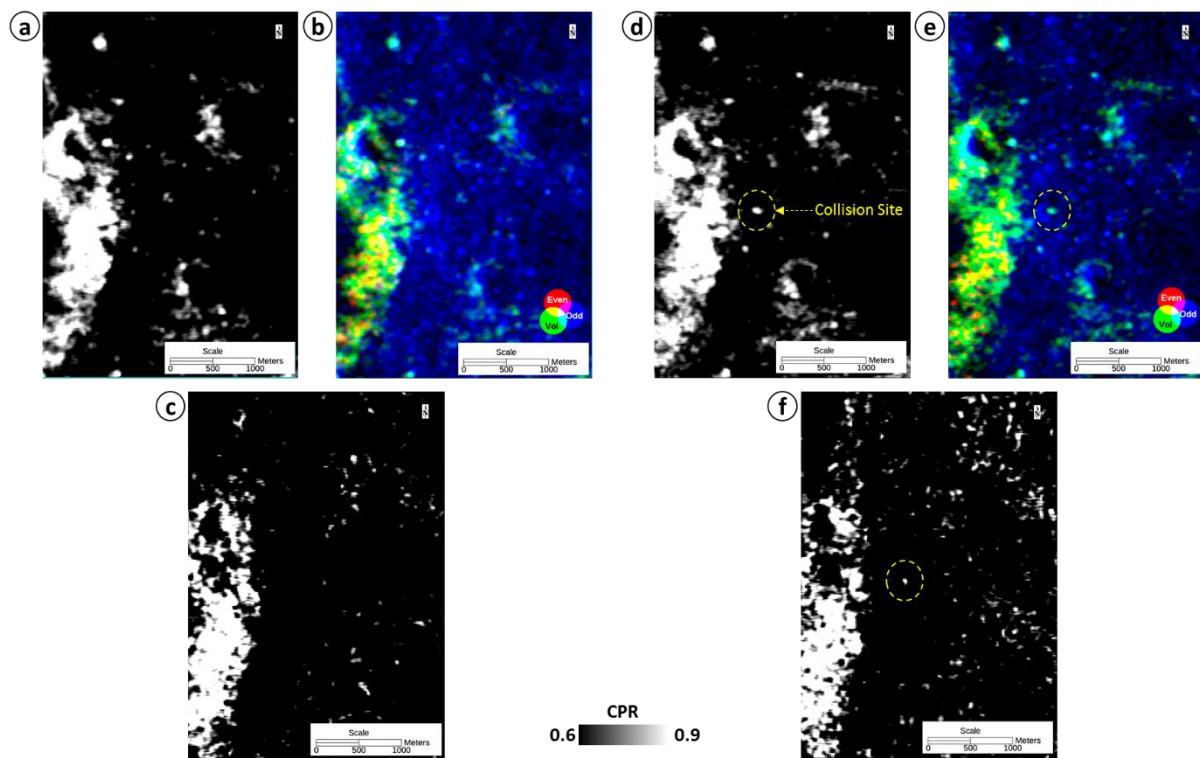 a
b
d
e
N
N
N
N
Collision Site
Even
Odd
Vol
Even
Odd
Vol
Scale
0 500 1000 Meters
Scale
0 500 1000 Meters
Scale
0 500 1000 Meters
Scale
0 500 1000 Meters
c
f
N
N
CPR
0.6 0.9
Scale
0 500 1000 Meters
Scale
0 500 1000 Meters